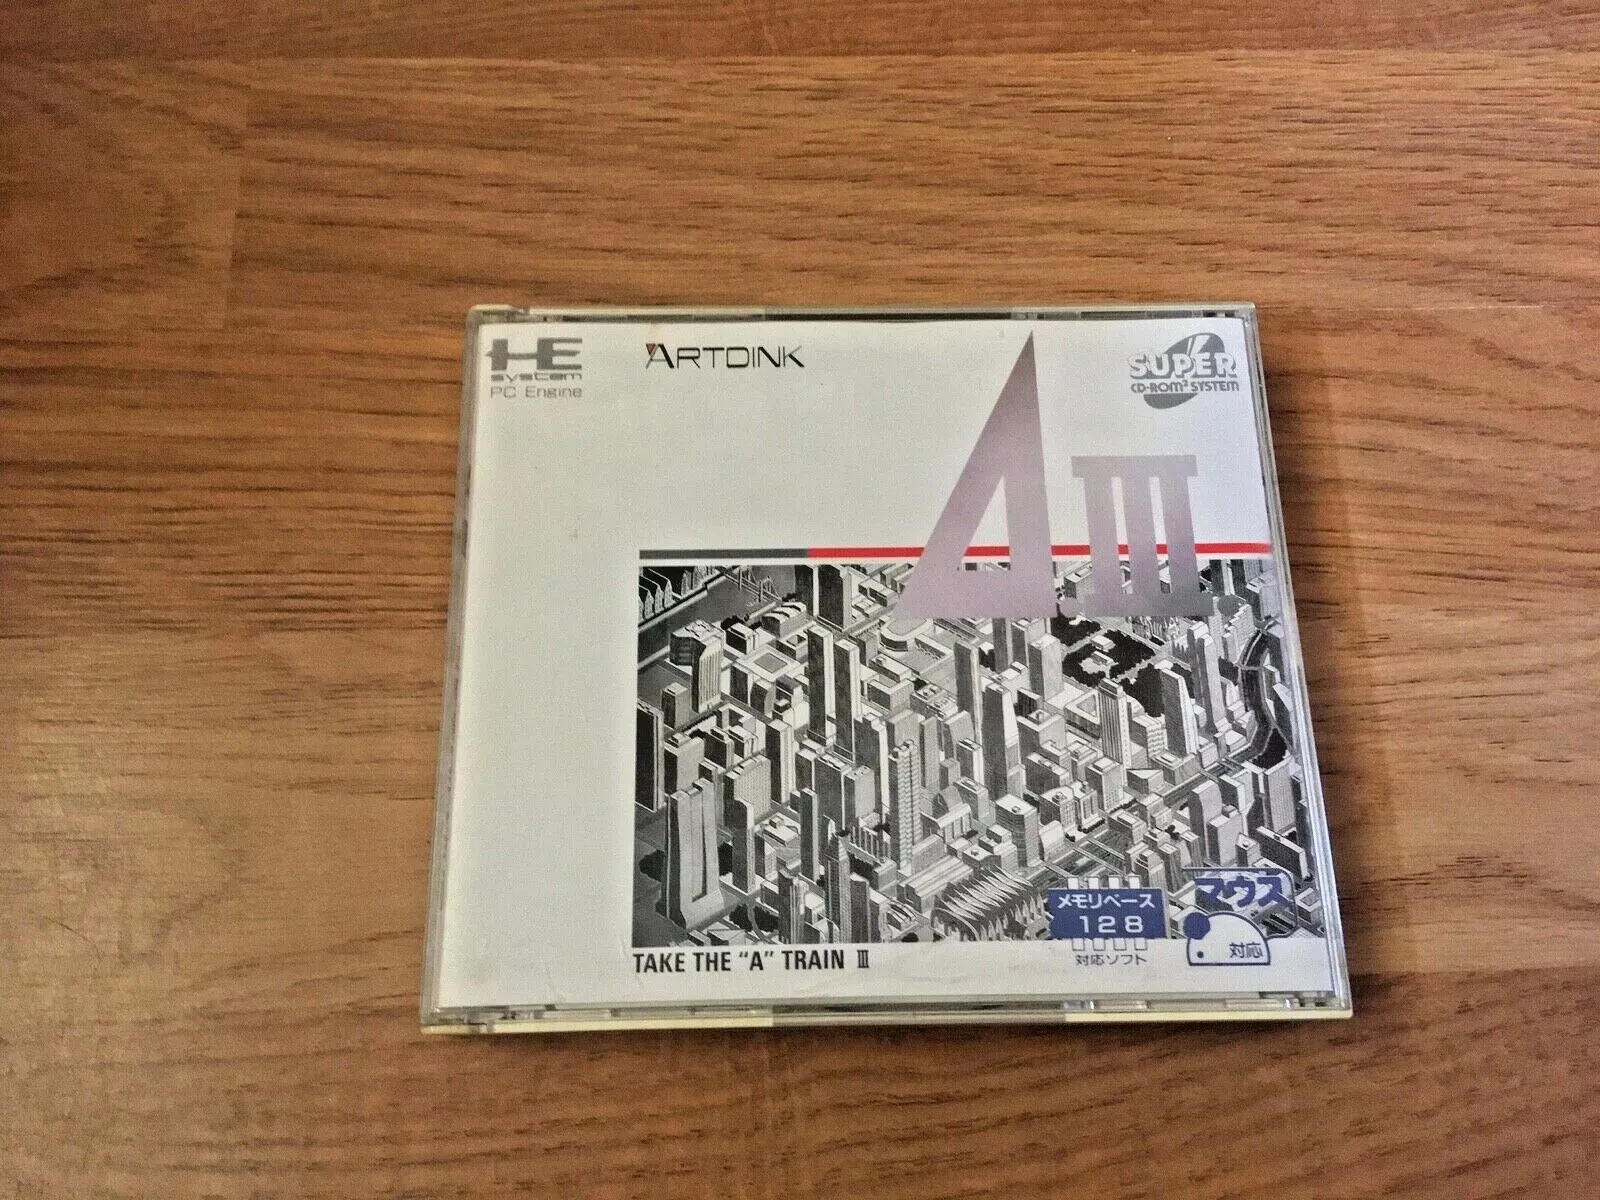 HE
system
PC Engine
ARTDINK
SUPER
CD-ROM² SYSTEM
A.III
メモリベース
128
対応ソフト
マウス
対応
TAKE THE "A" TRAIN III